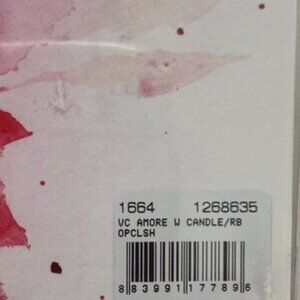 1664 1268635
VC AMORE W CANDLE/RB
OPCLSH
8 83991 17789 6